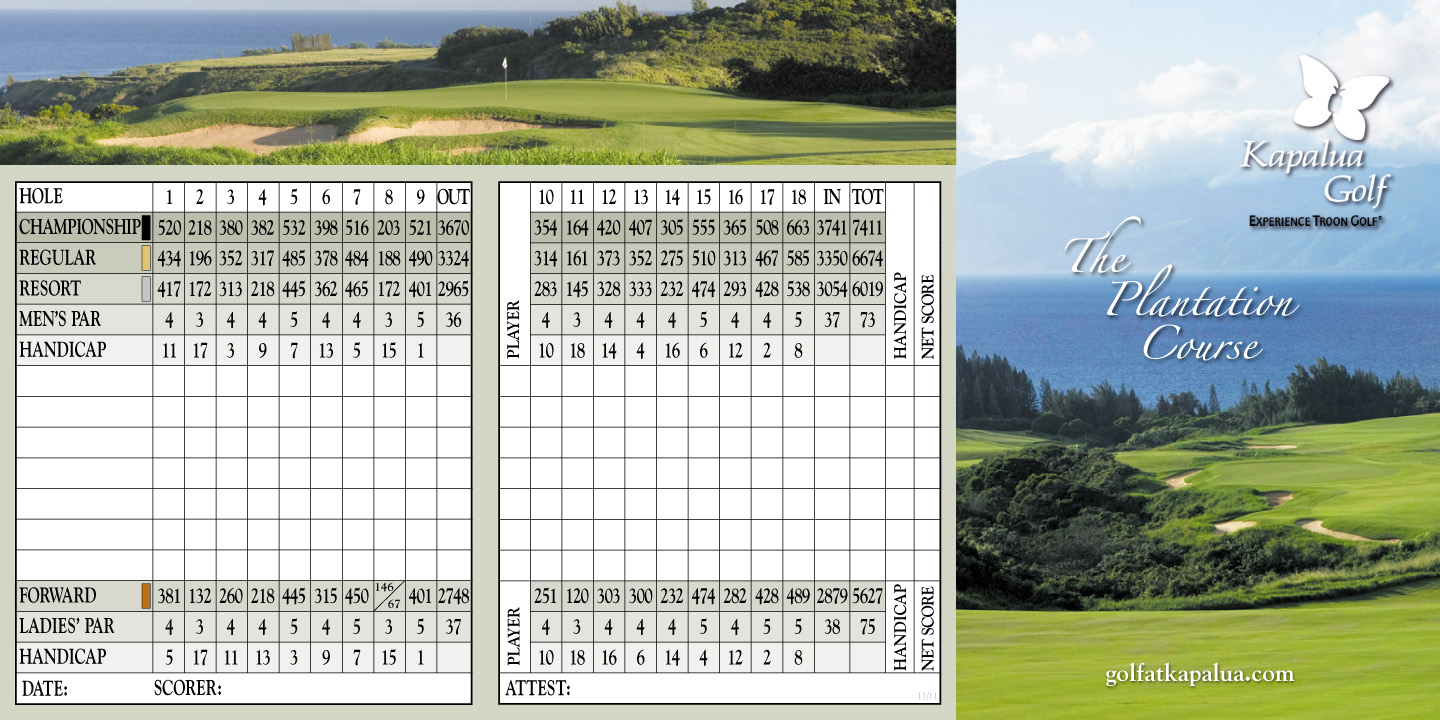 HOLE 1 2 3 4 5 6 7 8 9 OUT
CHAMPIONSHIP 520 218 380 382 532 398 516 203 521 3670
REGULAR 434 196 352 317 485 378 484 188 490 3324
RESORT 417 172 313 218 445 362 465 172 401 2965
MEN'S PAR 4 3 4 4 5 4 4 3 5 36
HANDICAP 11 17 3 9 7 13 5 15 1
FORWARD 381 132 260 218 445 315 450 146/67 401 2748
LADIES' PAR 4 3 4 4 5 4 5 3 5 37
HANDICAP 5 17 11 13 3 9 7 15 1
DATE: SCORER:
10 11 12 13 14 15 16 17 18 IN TOT
354 164 420 407 305 555 365 508 663 3741 7411
314 161 373 352 275 510 313 467 585 3350 6674
283 145 328 333 232 474 293 428 538 3054 6019
4 3 4 4 4 5 4 4 5 37 73
10 18 14 4 16 6 12 2 8
PLAYER
HANDICAP
NET SCORE
251 120 303 300 232 474 282 428 489 2879 5627
4 3 4 4 4 5 4 5 5 38 75
10 18 16 6 14 4 12 2 8
PLAYER
HANDICAP
NET SCORE
ATTEST:
11/11
Kapalua
Golf
EXPERIENCE TROON GOLF®
The
Plantation
Course
golfatkapalua.com